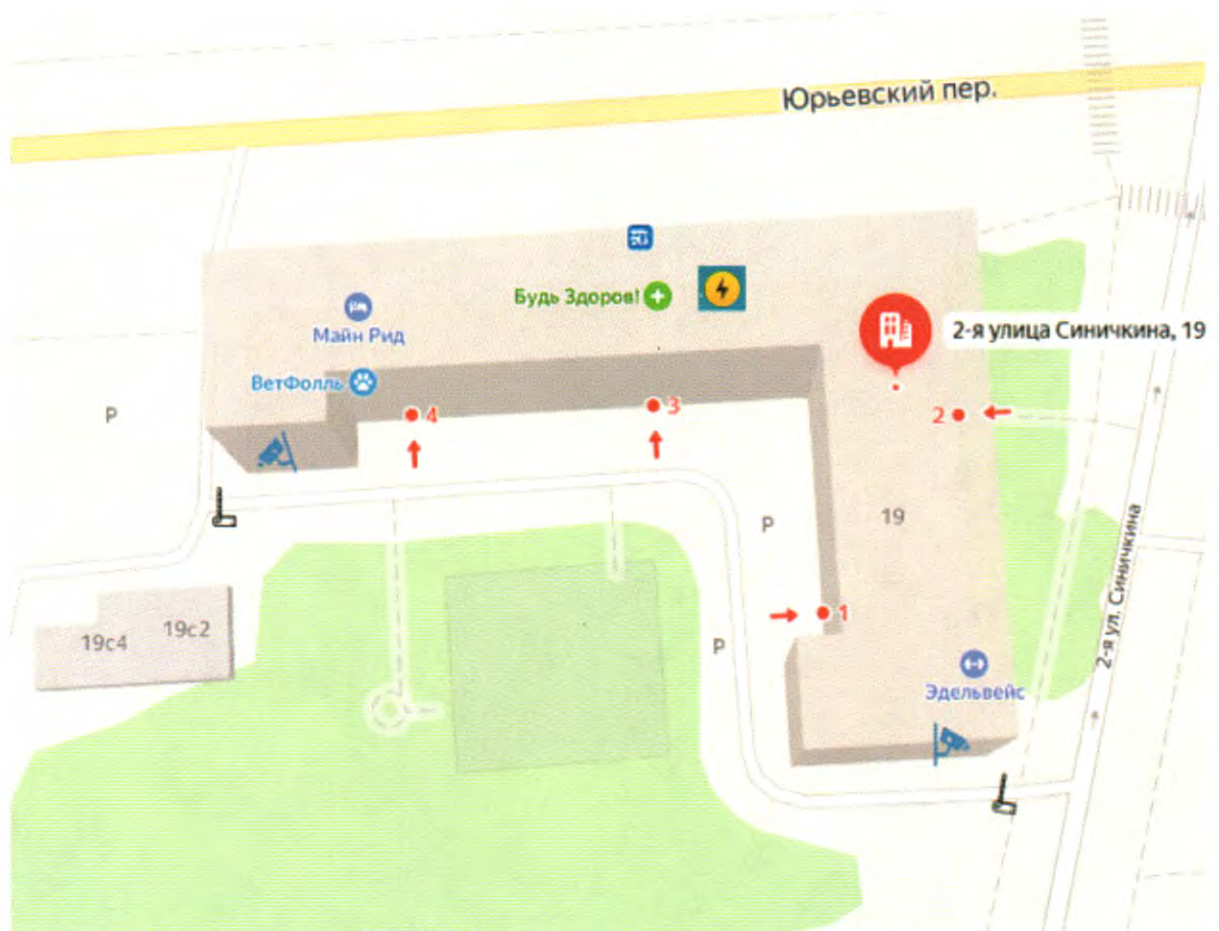 Юрьевский пер.
Будь Здоров!
Майн Рид
2-я улица Синичкина, 19
ВетФолль
P
4
3
2
P
19
2-я ул. Синичкина
1
19с4
19с2
P
Эдельвейс